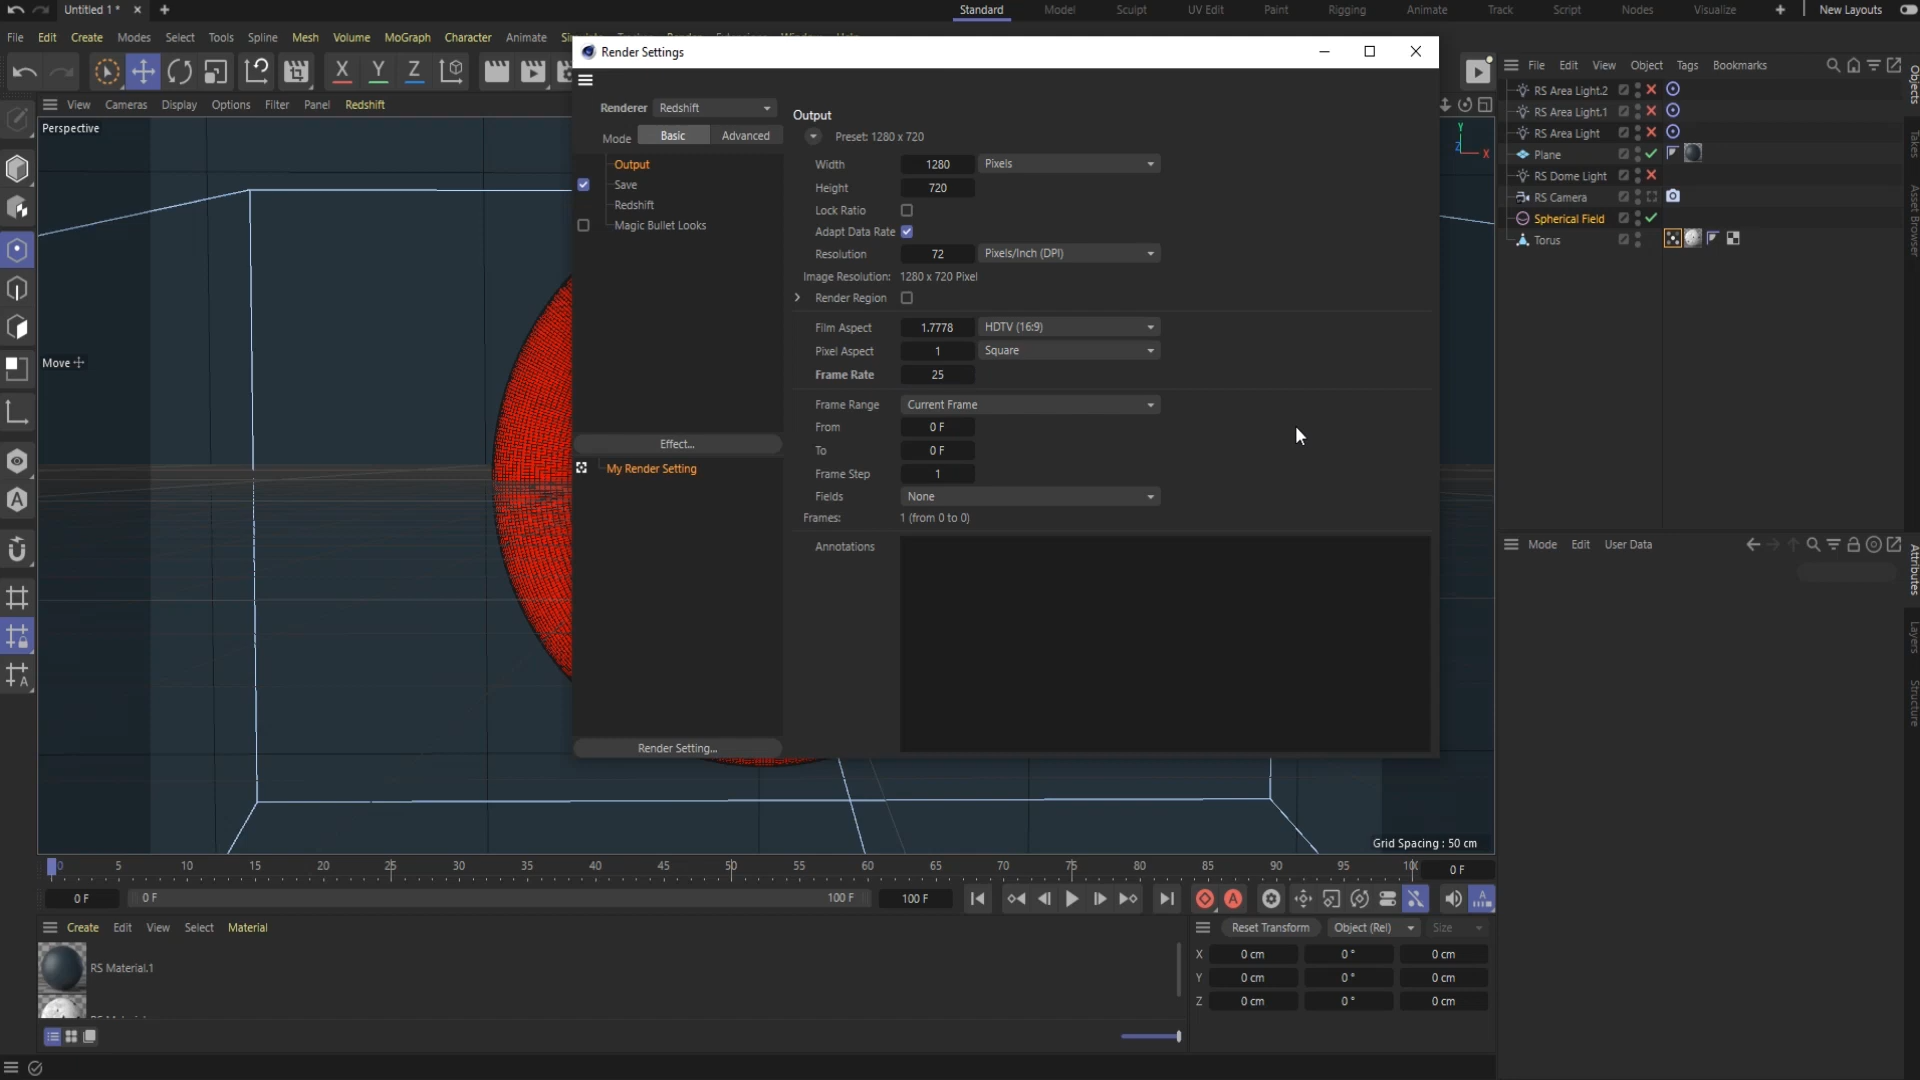 Untitled 1 *
Standard
Model
Sculpt
UV Edit
Paint
Rigging
Animate
Track
Script
Nodes
Visualize
New Layouts
File Edit Create Modes Select Tools Spline Mesh Volume MoGraph Character Animate
X Y Z
View Cameras Display Options Filter Panel Redshift
Perspective
Move
Render Settings
Renderer Redshift
Mode Basic Advanced
Output
Save
Redshift
Magic Bullet Looks
Effect...
My Render Setting
Render Setting...
Output
Preset: 1280 x 720
Width 1280 Pixels
Height 720
Lock Ratio
Adapt Data Rate
Resolution 72 Pixels/Inch (DPI)
Image Resolution: 1280 x 720 Pixel
Render Region
Film Aspect 1.7778 HDTV (16:9)
Pixel Aspect 1 Square
Frame Rate 25
Frame Range Current Frame
From 0 F
To 0 F
Frame Step 1
Fields None
Frames: 1 (from 0 to 0)
Annotations
Y
Z
X
File Edit View Object Tags Bookmarks
RS Area Light.2
RS Area Light.1
RS Area Light
Plane
RS Dome Light
RS Camera
Spherical Field
Torus
Objects
Takes
Asset Browser
Mode Edit User Data
Attributes
Layers
Structure
Grid Spacing : 50 cm
0 5 10 15 20 25 30 35 40 45 50 55 60 65 70 75 80 85 90 95 0 F
0 F 0 F 100 F 100 F
Create Edit View Select Material
RS Material.1
Reset Transform Object (Rel) Size
X 0 cm 0 ° 0 cm
Y 0 cm 0 ° 0 cm
Z 0 cm 0 ° 0 cm